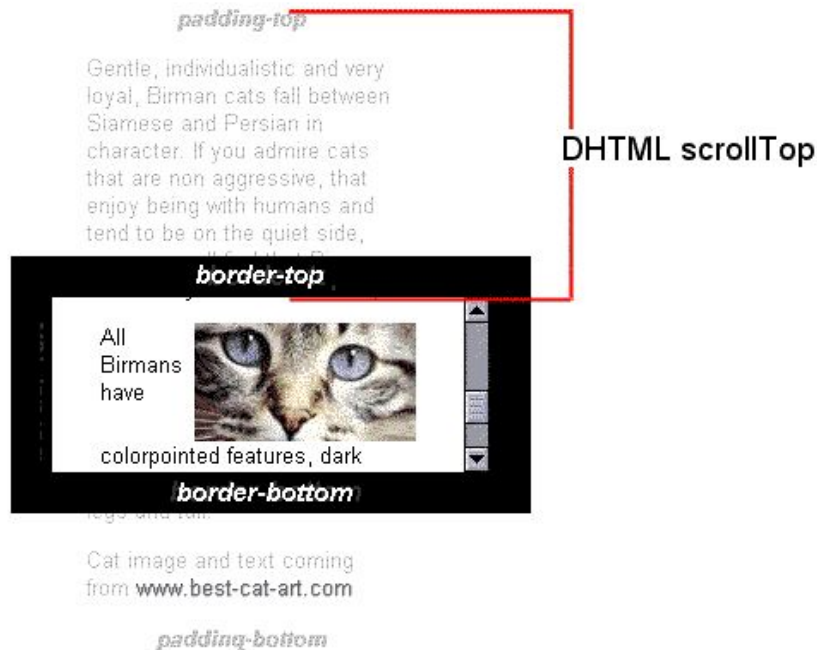 padding-top
Gentle, individualistic and very
loyal, Birman cats fall between
Siamese and Persian in
character. If you admire cats
that are non aggressive, that
enjoy being with humans and
tend to be on the quiet side,
DHTML scrollTop
border-top
All
Birmans
have
colorpointed features, dark
border-bottom
Cat image and text coming
from www.best-cat-art.com
padding-bottom